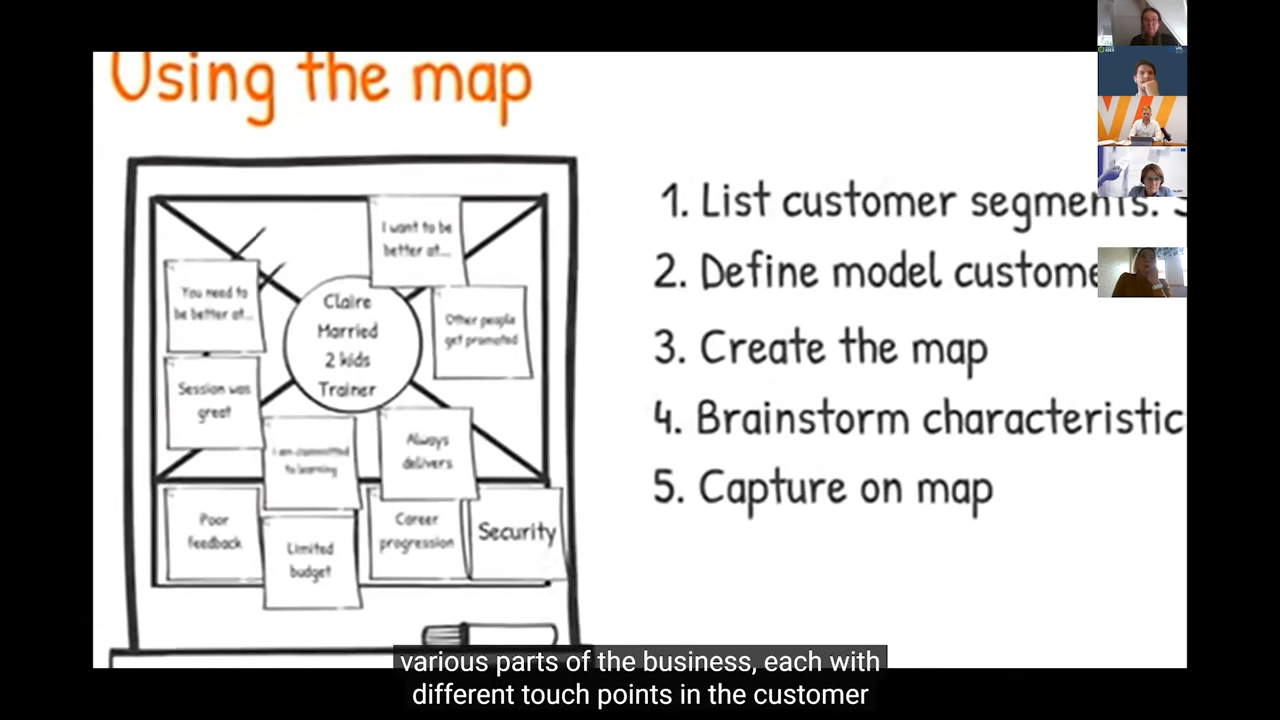 Using the map
I want to be
better at...
You need to
be better at...
Claire
Married
2 kids
Trainer
Other people
get promoted
Session was
great
I am committed
to learning
Always
delivers
Poor
feedback
Limited
budget
Career
progression
Security
1. List customer segments.
2. Define model custome
3. Create the map
4. Brainstorm characteristic
5. Capture on map
various parts of the business, each with
different touch points in the customer